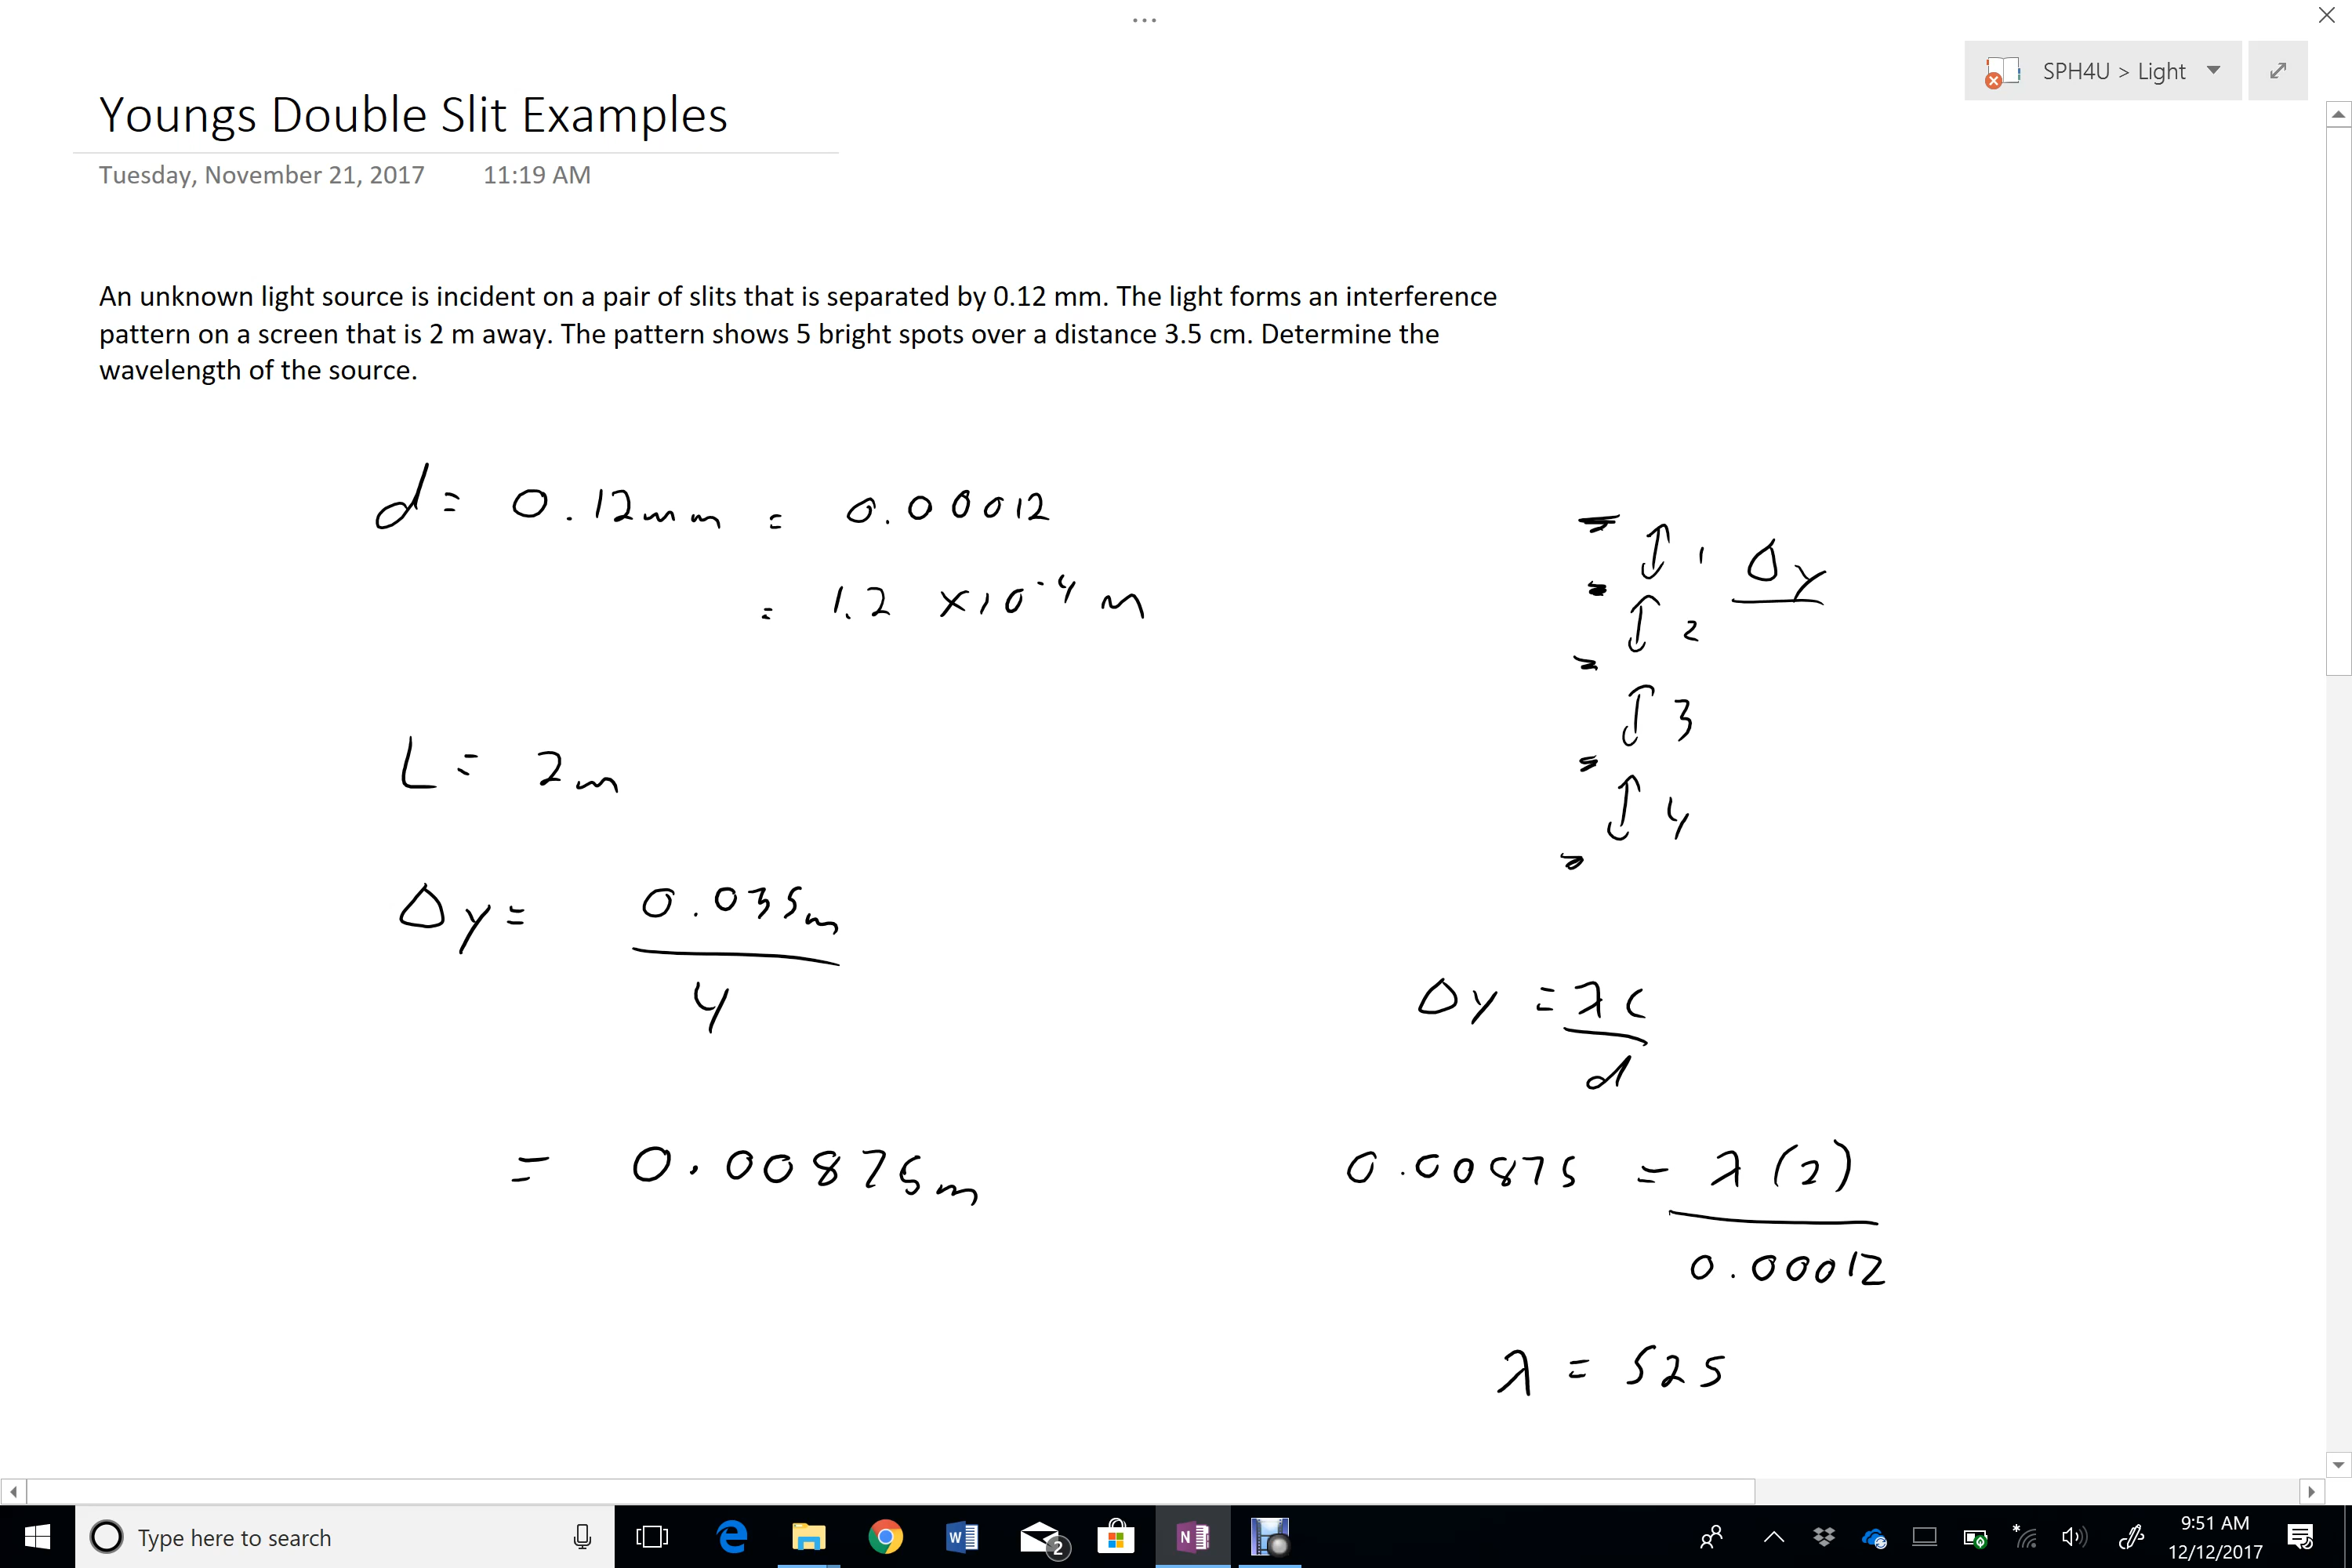 SPH4U > Light
Youngs Double Slit Examples
Tuesday, November 21, 2017 11:19 AM
An unknown light source is incident on a pair of slits that is separated by 0.12 mm. The light forms an interference
pattern on a screen that is 2 m away. The pattern shows 5 bright spots over a distance 3.5 cm. Determine the
wavelength of the source.
d = 0.12mm = 0.00012
= 1.2 ×10⁻⁴ m
L = 2m
Δy = 0.035m
4
= 0.00875m
1 Δy
2
3
4
Δy = λL
d
0.00875 = λ(2)
0.00012
λ = 525
Type here to search
2
9:51 AM
12/12/2017